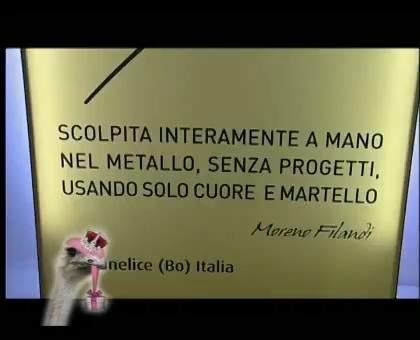 SCOLPITA INTERAMENTE A MANO
NEL METALLO, SENZA PROGETTI,
USANDO SOLO CUORE E MARTELLO
Moreno Filandi
(Bo) Italia